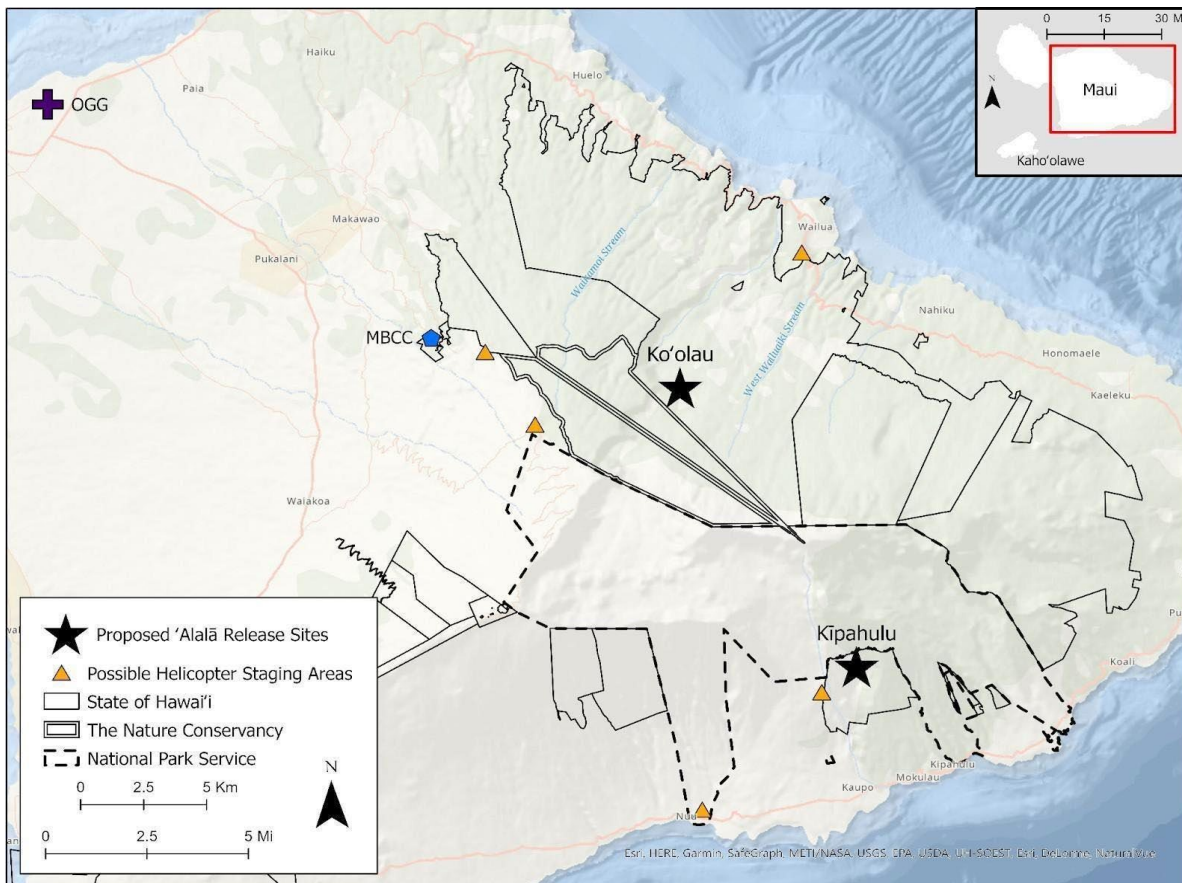 OGG
Paia
Haiku
Huelo
Makawao
Pukalani
MBCC
Waikamoi Stream
Wailua
West Wailuaiki Stream
Nahiku
Koʻolau
Honomaele
Kaeleku
Waiakoa
Kīpahulu
Koali
Kipahulu
Mokulau
Kaupo
Nuu
0 15 30 M
N
Maui
Kahoʻolawe
Proposed ʻAlalā Release Sites
Possible Helicopter Staging Areas
State of Hawaiʻi
The Nature Conservancy
National Park Service
0 2.5 5 Km
0 2.5 5 Mi
N
Esri, HERE, Garmin, SafeGraph, METI/NASA, USGS, EPA, USDA, UH-SOEST, Esri, DeLorme, NaturalVue